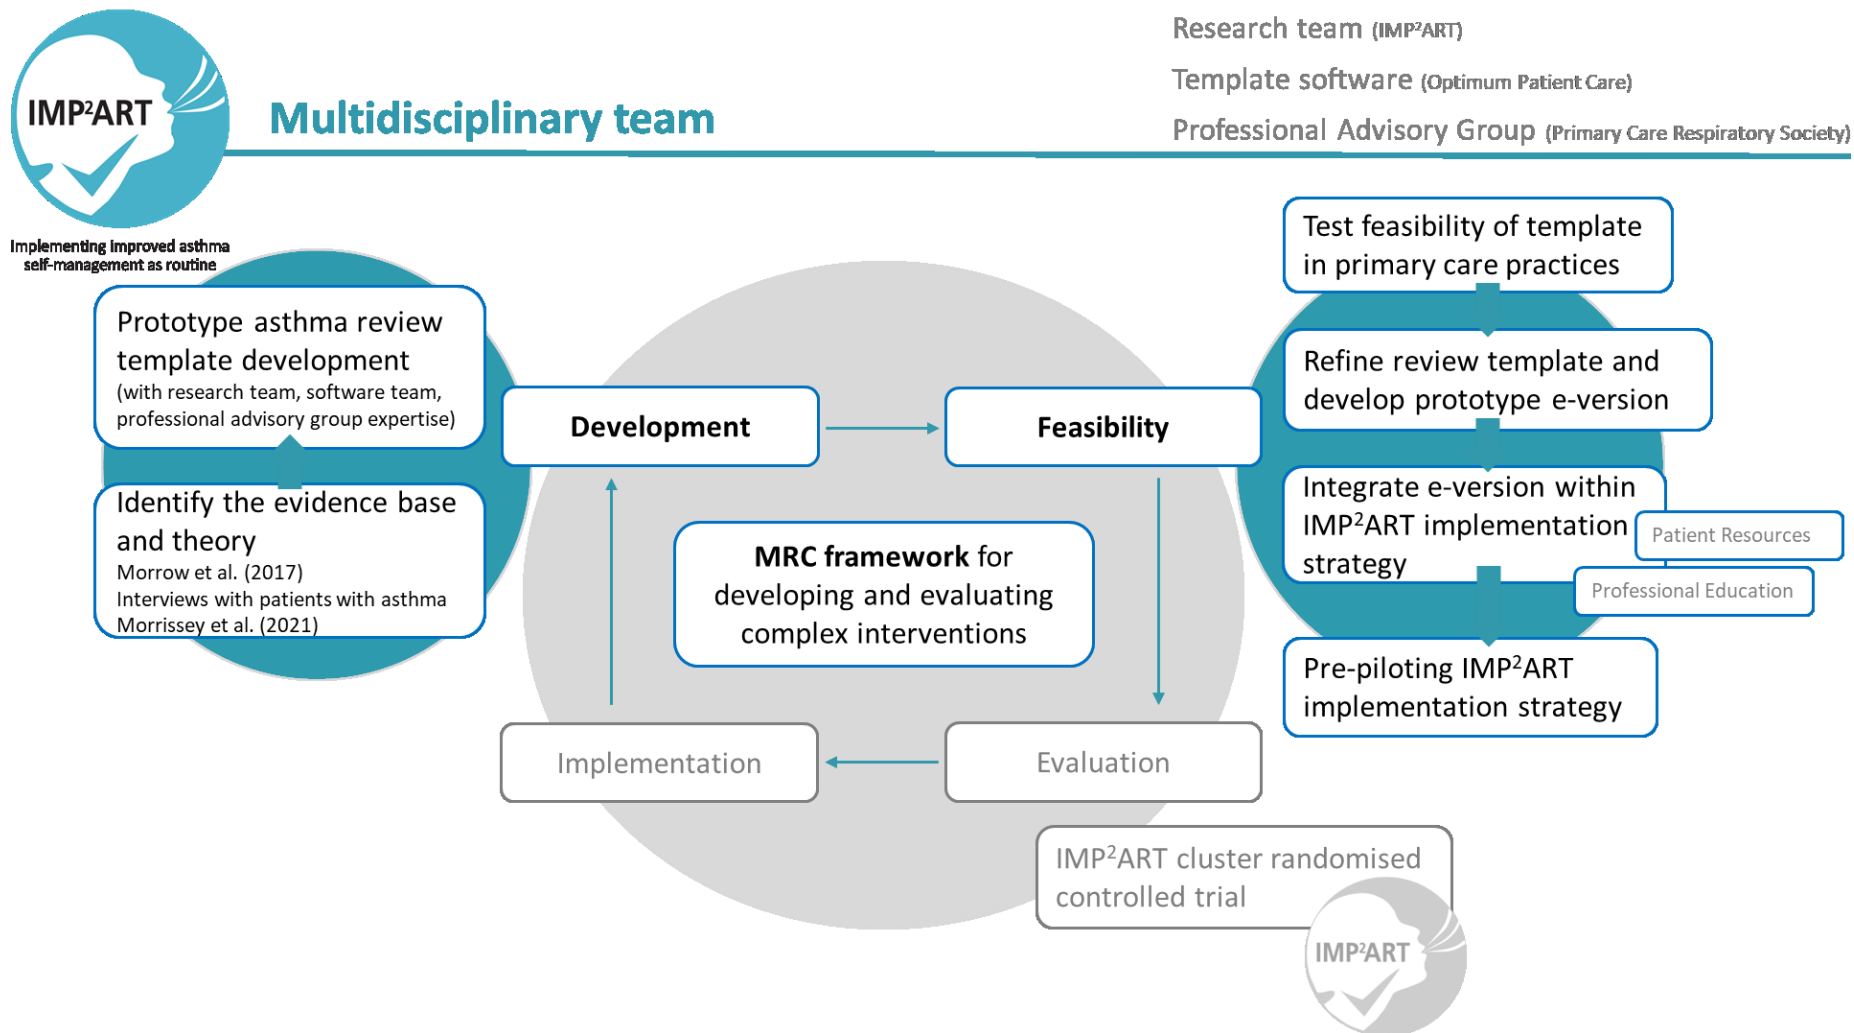 IMP²ART
Implementing improved asthma
self-management as routine
Multidisciplinary team
Research team (IMP²ART)
Template software (Optimum Patient Care)
Professional Advisory Group (Primary Care Respiratory Society)
Prototype asthma review
template development
(with research team, software team,
professional advisory group expertise)
Identify the evidence base
and theory
Morrow et al. (2017)
Interviews with patients with asthma
Morrissey et al. (2021)
Development
Feasibility
MRC framework for
developing and evaluating
complex interventions
Implementation
Evaluation
IMP²ART cluster randomised
controlled trial
IMP²ART
Test feasibility of template
in primary care practices
Refine review template and
develop prototype e-version
Integrate e-version within
IMP²ART implementation
strategy
Patient Resources
Professional Education
Pre-piloting IMP²ART
implementation strategy